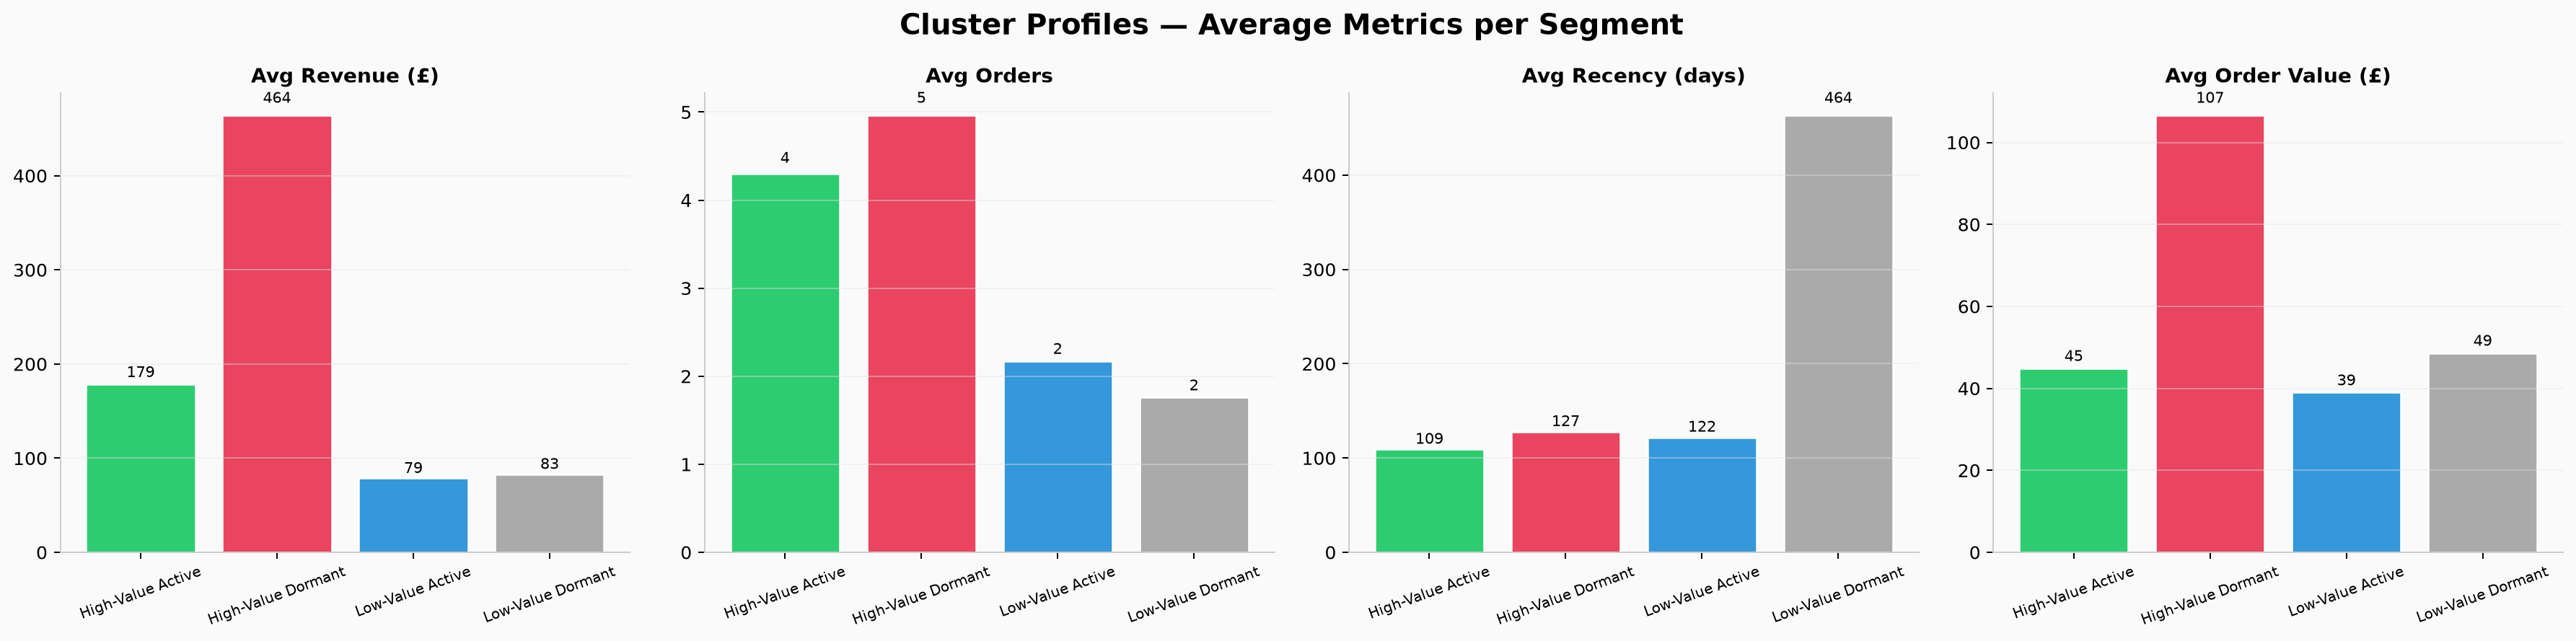 Cluster Profiles — Average Metrics per Segment
Avg Revenue (£)
464
179
79
83
400
300
200
100
0
High-Value Active
High-Value Dormant
Low-Value Active
Low-Value Dormant
Avg Orders
5
4
2
2
5
4
3
2
1
0
High-Value Active
High-Value Dormant
Low-Value Active
Low-Value Dormant
Avg Recency (days)
464
109
127
122
400
300
200
100
0
High-Value Active
High-Value Dormant
Low-Value Active
Low-Value Dormant
Avg Order Value (£)
107
45
39
49
100
80
60
40
20
0
High-Value Active
High-Value Dormant
Low-Value Active
Low-Value Dormant